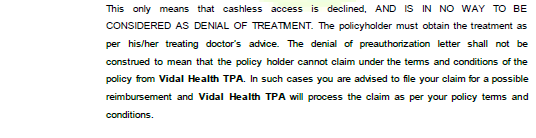 This only means that cashless access is declined, AND IS IN NO WAY TO BE
CONSIDERED AS DENIAL OF TREATMENT. The policyholder must obtain the treatment as
per his/her treating doctor's advice. The denial of preauthorization letter shall not be
construed to mean that the policy holder cannot claim under the terms and conditions of the
policy from Vidal Health TPA. In such cases you are advised to file your claim for a possible
reimbursement and Vidal Health TPA will process the claim as per your policy terms and
conditions.